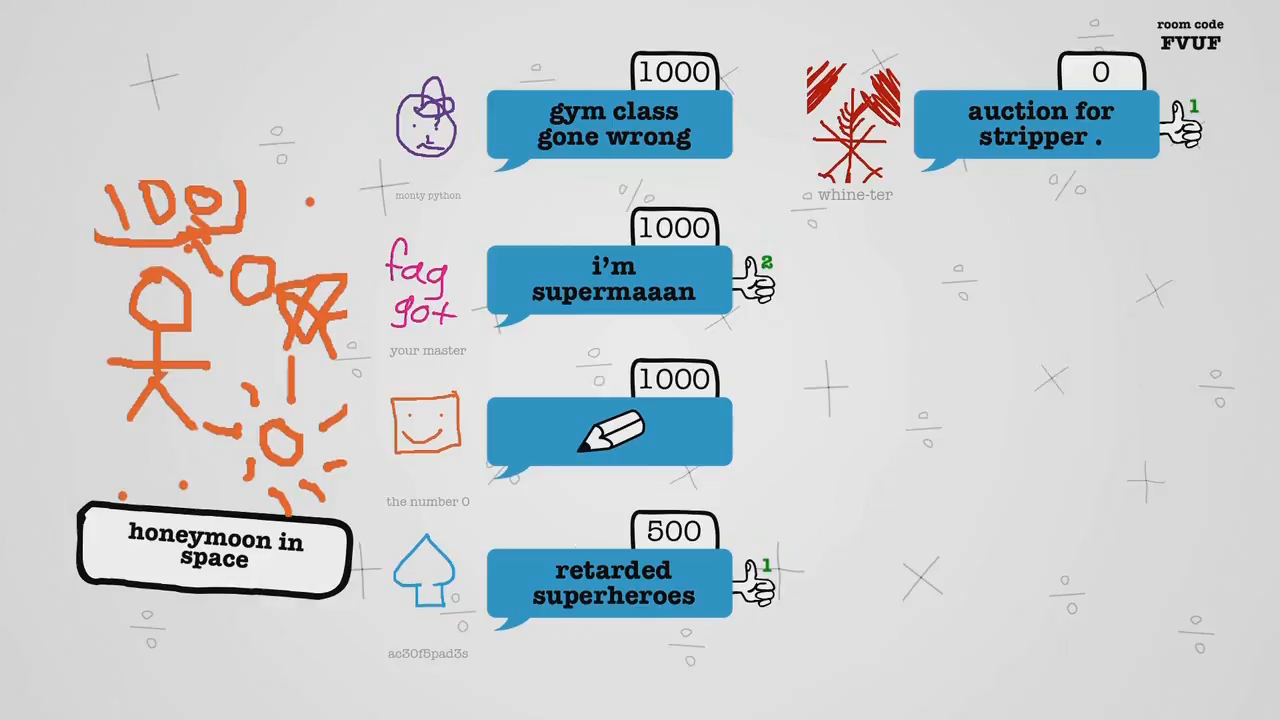 room code
FVUF
1000
gym class
gone wrong
monty python
0
auction for
stripper .
1
whine-ter
100
1000
i'm
supermaaan
2
fag
got
your master
1000
the number 0
honeymoon in
space
500
retarded
superheroes
1
ac30f5pad3s